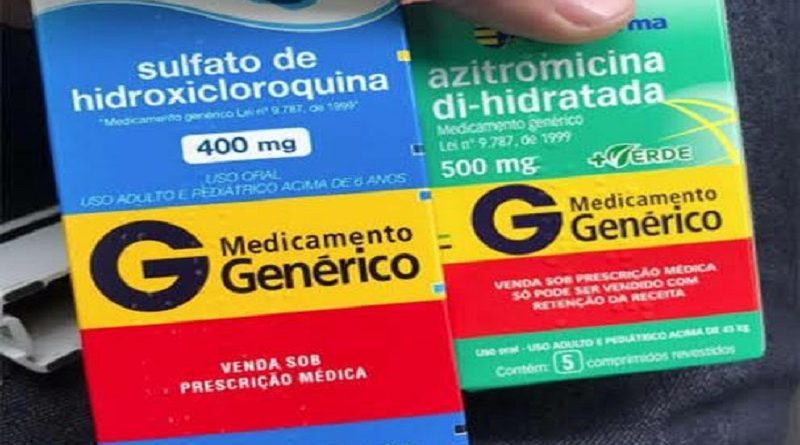 sulfato de
hidroxicloroquina
"Medicamento genérico Lei nº 9.787, de 1999"
400 mg
USO ORAL
USO ADULTO E PEDIÁTRICO ACIMA DE 6 ANOS
G Medicamento
Genérico
VENDA SOB
PRESCRIÇÃO MÉDICA
azitromicina
di-hidratada
Medicamento genérico
Lei nº 9.787, de 1999
500 mg
+VERDE
G Medicamento
Genérico
VENDA SOB PRESCRIÇÃO MÉDICA
SÓ PODE SER VENDIDO COM
RETENÇÃO DA RECEITA
Uso oral - USO ADULTO E PEDIÁTRICO ACIMA DE 45 kg
Contém: 5 comprimidos revestidos